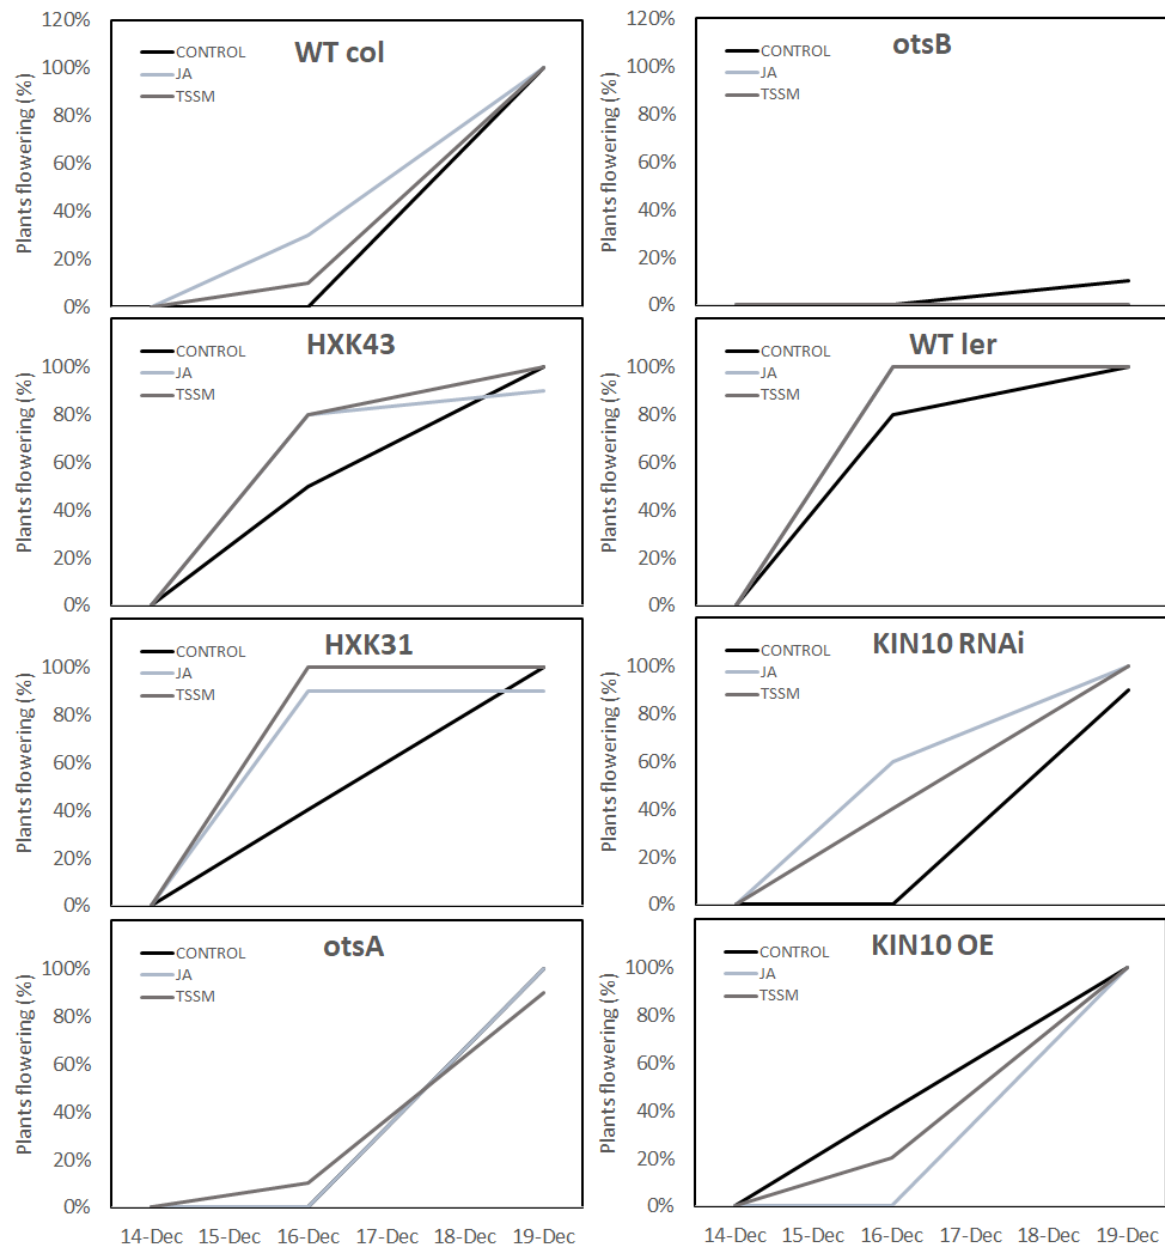 WT col
CONTROL
JA
TSSM
Plants flowering (%)
120%
100%
80%
60%
40%
20%
0%
otsB
CONTROL
JA
TSSM
Plants flowering (%)
120%
100%
80%
60%
40%
20%
0%
HXK43
CONTROL
JA
TSSM
Plants flowering (%)
100%
80%
60%
40%
20%
0%
WT ler
CONTROL
JA
TSSM
Plants flowering (%)
100%
80%
60%
40%
20%
0%
HXK31
CONTROL
JA
TSSM
Plants flowering (%)
100%
80%
60%
40%
20%
0%
KIN10 RNAi
CONTROL
JA
TSSM
Plants flowering (%)
100%
80%
60%
40%
20%
0%
otsA
CONTROL
JA
TSSM
Plants flowering (%)
100%
80%
60%
40%
20%
0%
14-Dec 15-Dec 16-Dec 17-Dec 18-Dec 19-Dec
KIN10 OE
CONTROL
JA
TSSM
Plants flowering (%)
100%
80%
60%
40%
20%
0%
14-Dec 15-Dec 16-Dec 17-Dec 18-Dec 19-Dec